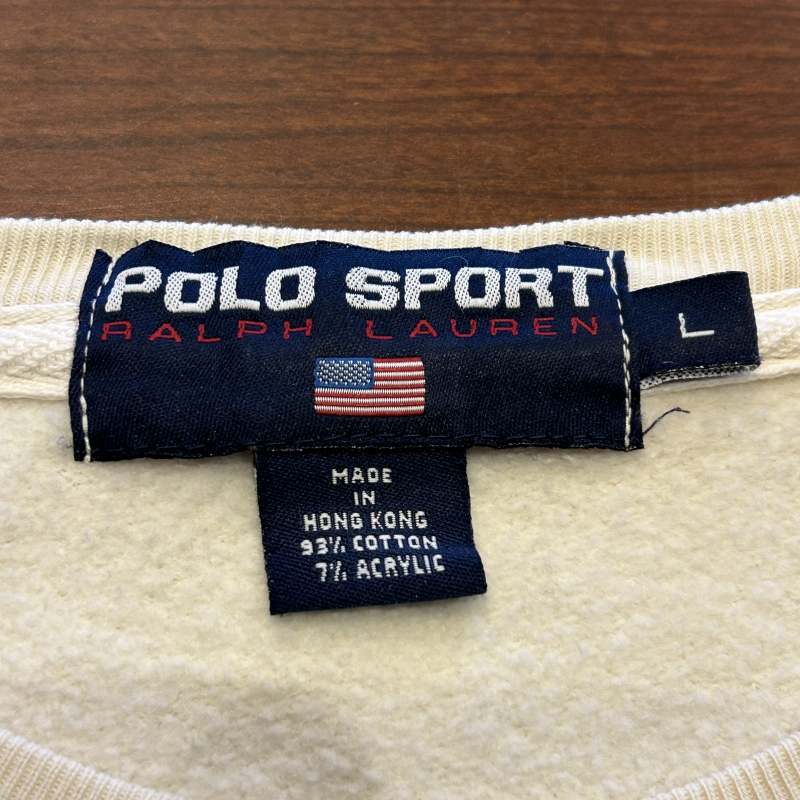 POLO SPORT
RALPH LAUREN
L
MADE
IN
HONG KONG
93% COTTON
7% ACRYLIC